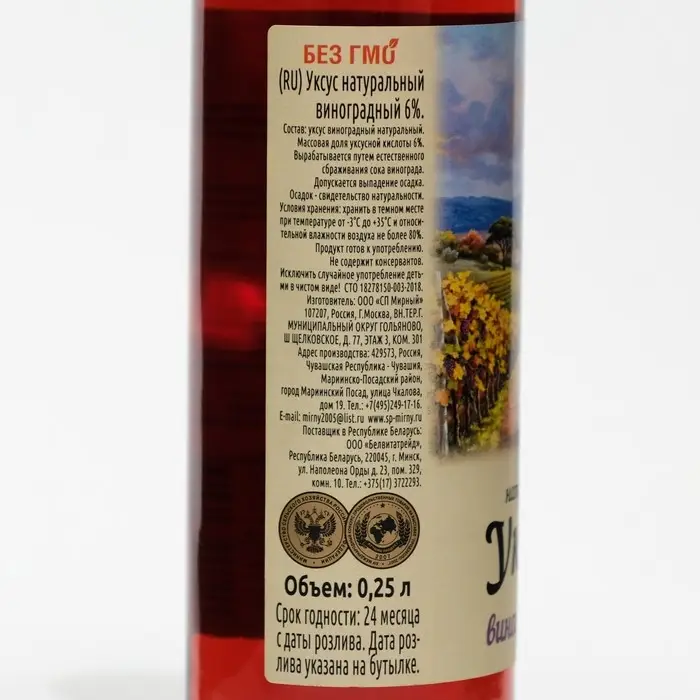 БЕЗ ГМО
(RU) Уксус натуральный
виноградный 6%.
Состав: уксус виноградный натуральный.
Массовая доля уксусной кислоты 6%.
Вырабатывается путем естественного
сбраживания сока винограда.
Допускается выпадение осадка.
Осадок - свидетельство натуральности.
Условия хранения: хранить в темном месте
при температуре от -3°С до +35°С и относи-
тельной влажности воздуха не более 80%.
Продукт готов к употреблению.
Не содержит консервантов.
Исключить случайное употребление деть-
ми в чистом виде! СТО 18278150-003-2018.
Изготовитель: ООО «СП Мирный»
107207, Россия, Г.Москва, ВН.ТЕР.Г.
МУНИЦИПАЛЬНЫЙ ОКРУГ ГОЛЬЯНОВО,
Ш ЩЕЛКОВСКОЕ, Д. 77, ЭТАЖ 3, КОМ. 301
Адрес производства: 429573, Россия,
Чувашская Республика - Чувашия,
Мариинско-Посадский район,
город Мариинский Посад, улица Чкалова,
дом 19. Тел.: +7(495)249-17-16.
E-mail: mirny2005@list.ru www.sp-mirny.ru
Поставщик в Республике Беларусь:
ООО «Белвитатрейд»,
Республика Беларусь, 220045, г. Минск,
ул. Наполеона Орды д. 23, пом. 329,
комн. 10. Тел.: +375(17) 3722293.
2007
Объем: 0,25 л
Срок годности: 24 месяца
с даты розлива. Дата роз-
лива указана на бутылке.